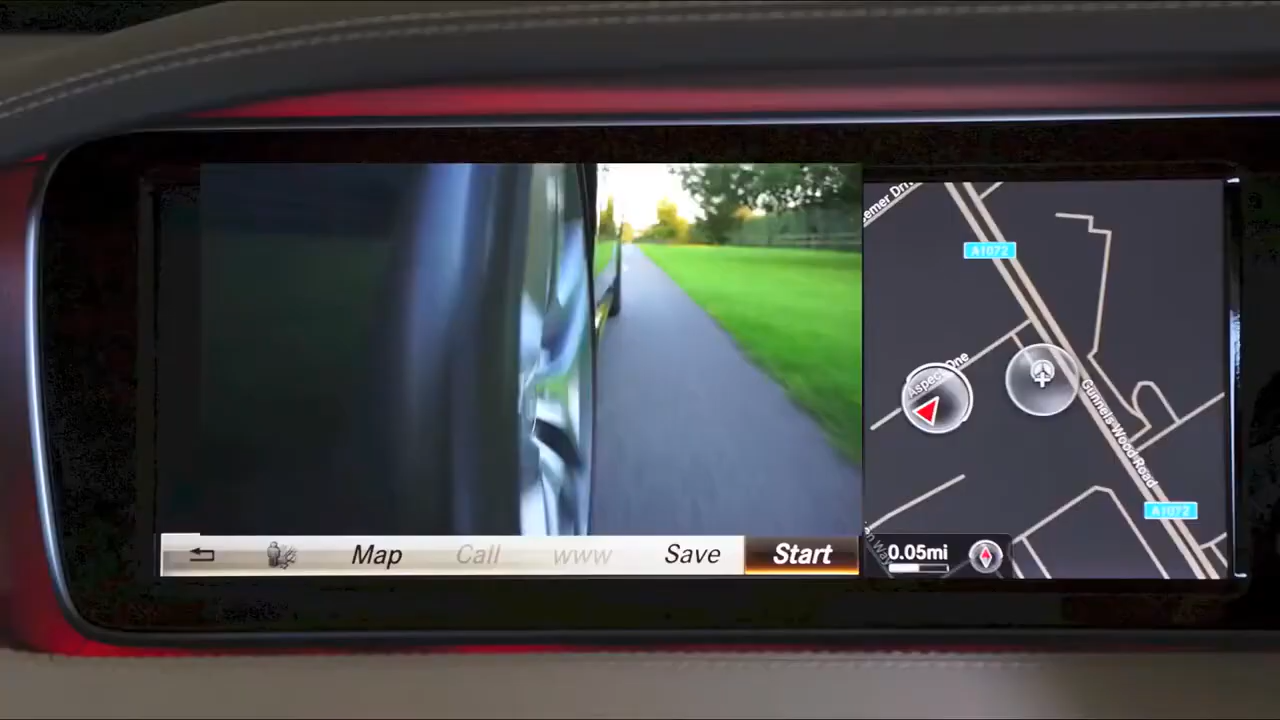 Map
Call
www
Save
Start
A1072
Aspect One
Gunnels Wood Road
A1072
0.05mi